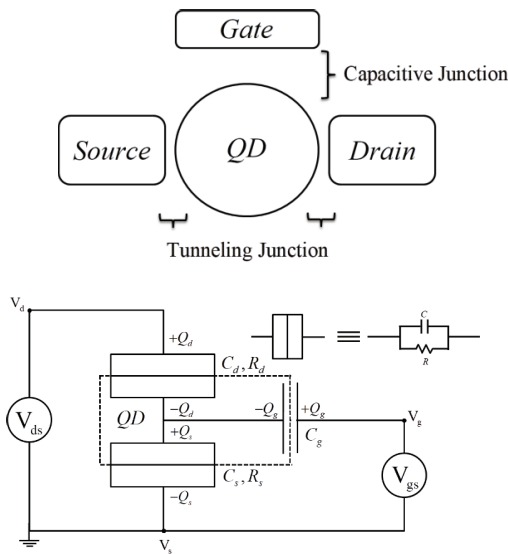 Gate
Capacitive Junction
Source
QD
Drain
Tunneling Junction
V_d
+Q_d
C_d, R_d
C
R
QD
−Q_d
−Q_g
+Q_g
V_g
V_ds
+Q_s
C_g
C_s, R_s
V_gs
−Q_s
V_s